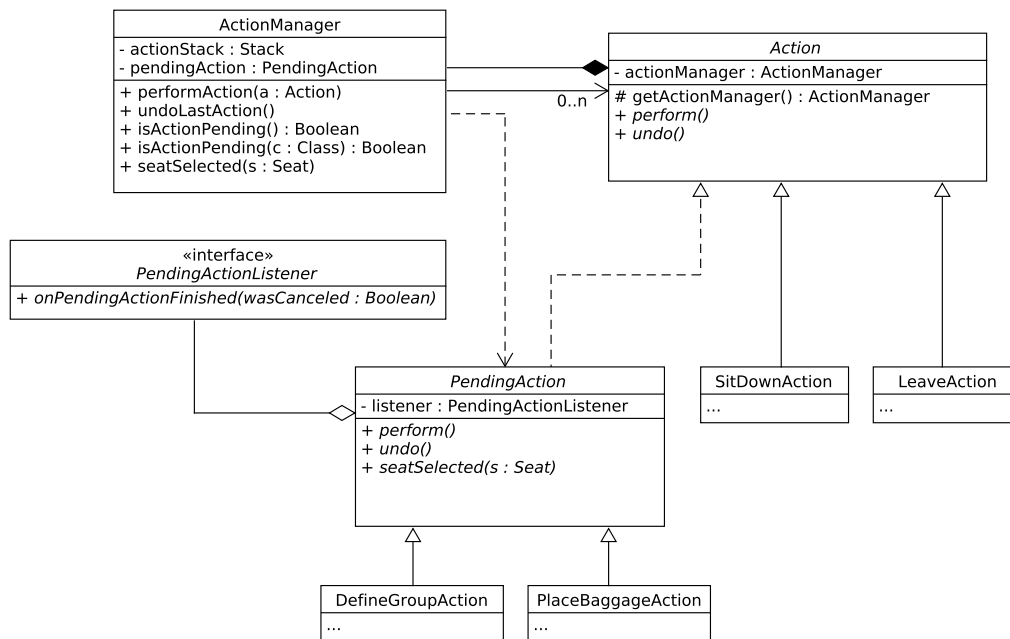 ActionManager
- actionStack : Stack
- pendingAction : PendingAction
+ performAction(a : Action)
+ undoLastAction()
+ isActionPending() : Boolean
+ isActionPending(c : Class) : Boolean
+ seatSelected(s : Seat)
Action
- actionManager : ActionManager
# getActionManager() : ActionManager
+ perform()
+ undo()
0..n
«interface»
PendingActionListener
+ onPendingActionFinished(wasCanceled : Boolean)
PendingAction
- listener : PendingActionListener
+ perform()
+ undo()
+ seatSelected(s : Seat)
SitDownAction
...
LeaveAction
...
DefineGroupAction
...
PlaceBaggageAction
...